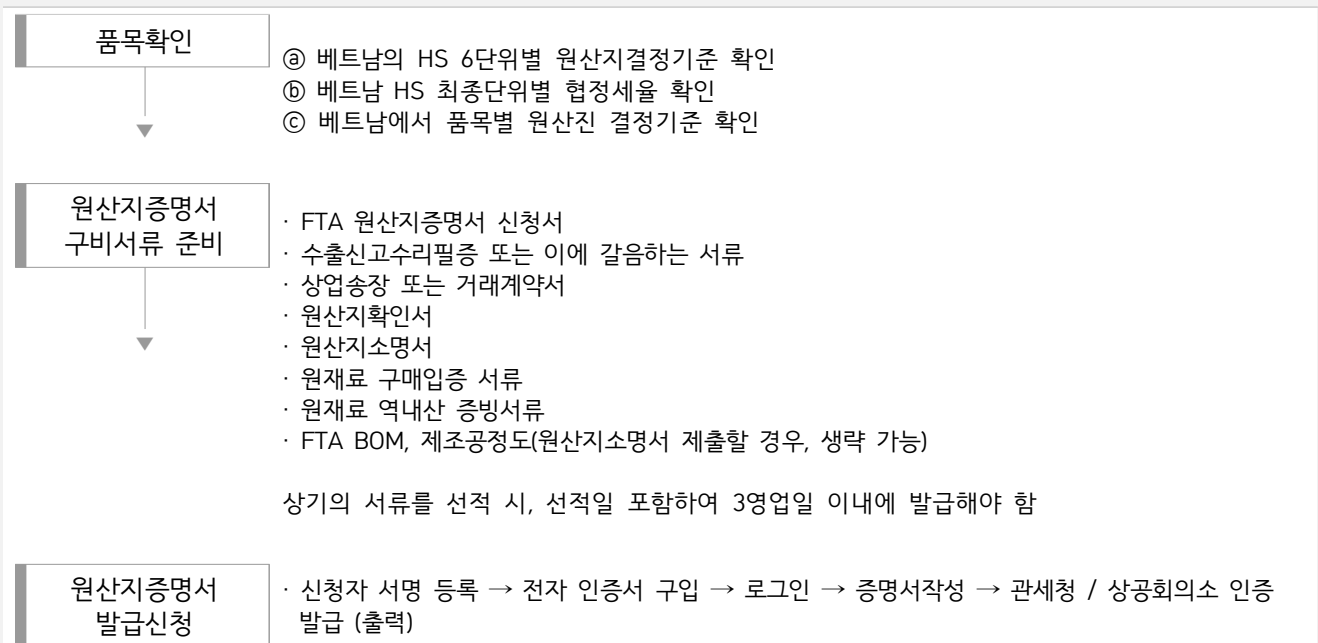 품목확인
ⓐ 베트남의 HS 6단위별 원산지결정기준 확인
ⓑ 베트남 HS 최종단위별 협정세율 확인
ⓒ 베트남에서 품목별 원산진 결정기준 확인
원산지증명서
구비서류 준비
· FTA 원산지증명서 신청서
· 수출신고수리필증 또는 이에 갈음하는 서류
· 상업송장 또는 거래계약서
· 원산지확인서
· 원산지소명서
· 원재료 구매입증 서류
· 원재료 역내산 증빙서류
· FTA BOM, 제조공정도(원산지소명서 제출할 경우, 생략 가능)
상기의 서류를 선적 시, 선적일 포함하여 3영업일 이내에 발급해야 함
원산지증명서
발급신청
· 신청자 서명 등록 → 전자 인증서 구입 → 로그인 → 증명서작성 → 관세청 / 상공회의소 인증
발급 (출력)